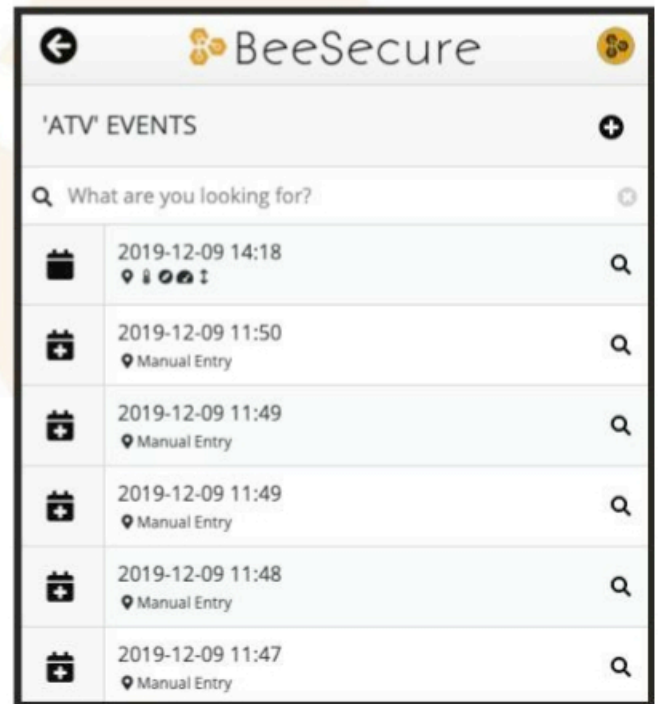 BeeSecure
'ATV' EVENTS
What are you looking for?
2019-12-09 14:18
2019-12-09 11:50
Manual Entry
2019-12-09 11:49
Manual Entry
2019-12-09 11:49
Manual Entry
2019-12-09 11:48
Manual Entry
2019-12-09 11:47
Manual Entry